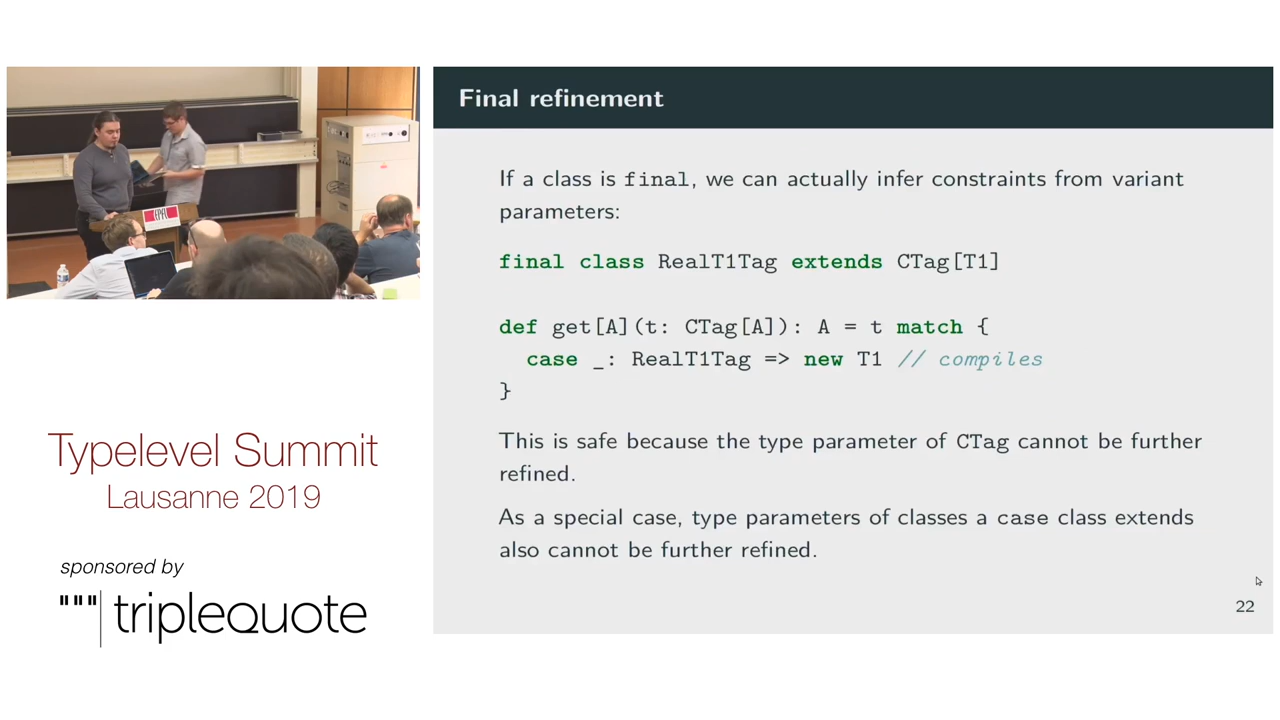 Final refinement
If a class is final, we can actually infer constraints from variant
parameters:
final class RealT1Tag extends CTag[T1]
def get[A](t: CTag[A]): A = t match {
case _: RealT1Tag => new T1 // compiles
}
This is safe because the type parameter of CTag cannot be further
refined.
As a special case, type parameters of classes a case class extends
also cannot be further refined.
22
EPFL
Typelevel Summit
Lausanne 2019
sponsored by
"""|triplequote